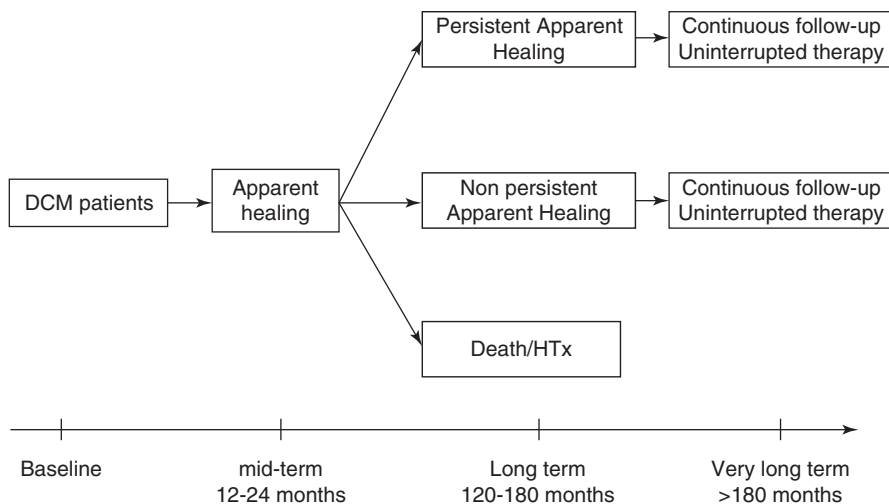 Persistent Apparent
Healing
Continuous follow-up
Uninterrupted therapy
DCM patients
Apparent
healing
Non persistent
Apparent Healing
Continuous follow-up
Uninterrupted therapy
Death/HTx
Baseline
mid-term
12-24 months
Long term
120-180 months
Very long term
>180 months